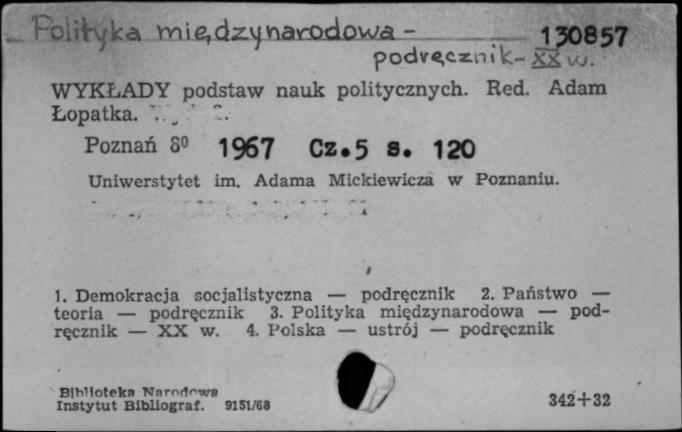 Polityka międzynarodowa - 130857
podręcznik - XX w.
WYKŁADY podstaw nauk politycznych. Red. Adam
Łopatka.
Poznań 8⁰ 1967 Cz.5 s. 120
Uniwerstytet im. Adama Mickiewicza w Poznaniu.
1. Demokracja socjalistyczna — podręcznik 2. Państwo —
teoria — podręcznik 3. Polityka międzynarodowa — pod-
ręcznik — XX w. 4. Polska — ustrój — podręcznik
Biblioteka Narodowa
Instytut Bibliograf. 9151/68 342+32